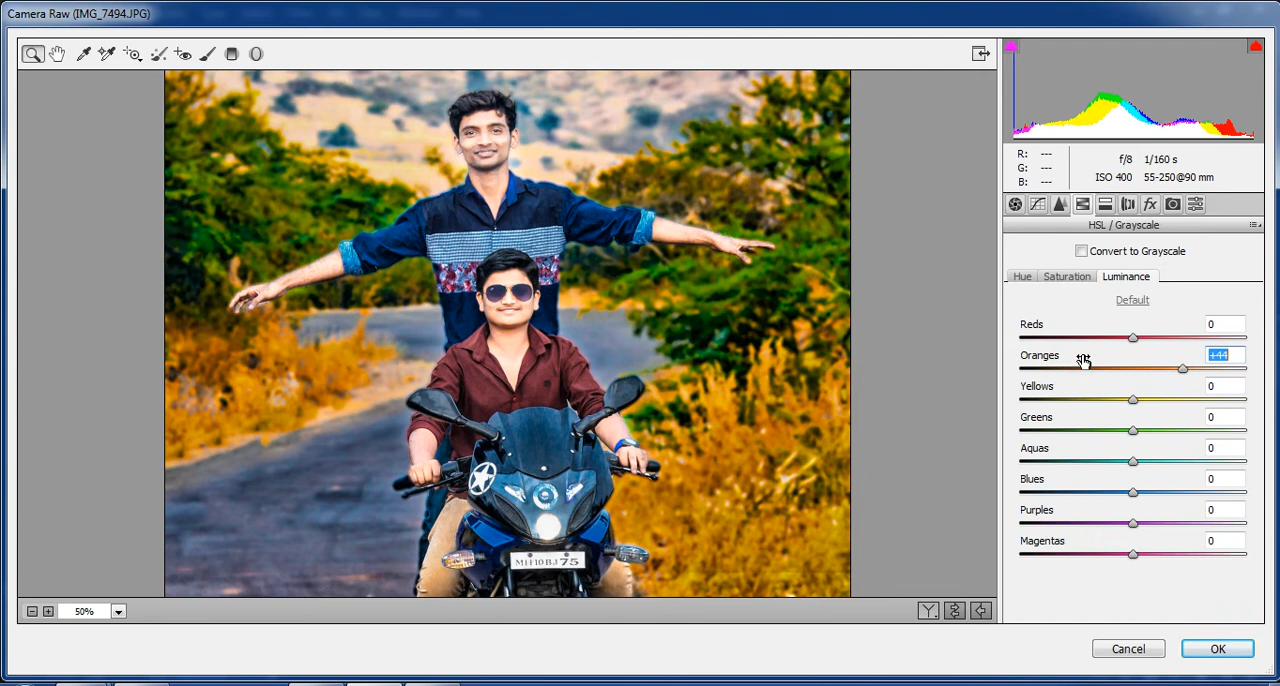 Camera Raw (IMG_7494.JPG)
R: ---
G: ---
B: ---
f/8 1/160 s
ISO 400 55-250@90 mm
fx
HSL / Grayscale
Convert to Grayscale
Hue Saturation Luminance
Default
Reds 0
Oranges +44
Yellows 0
Greens 0
Aquas 0
Blues 0
Purples 0
Magentas 0
MH10BJ75
50%
Y
Cancel OK